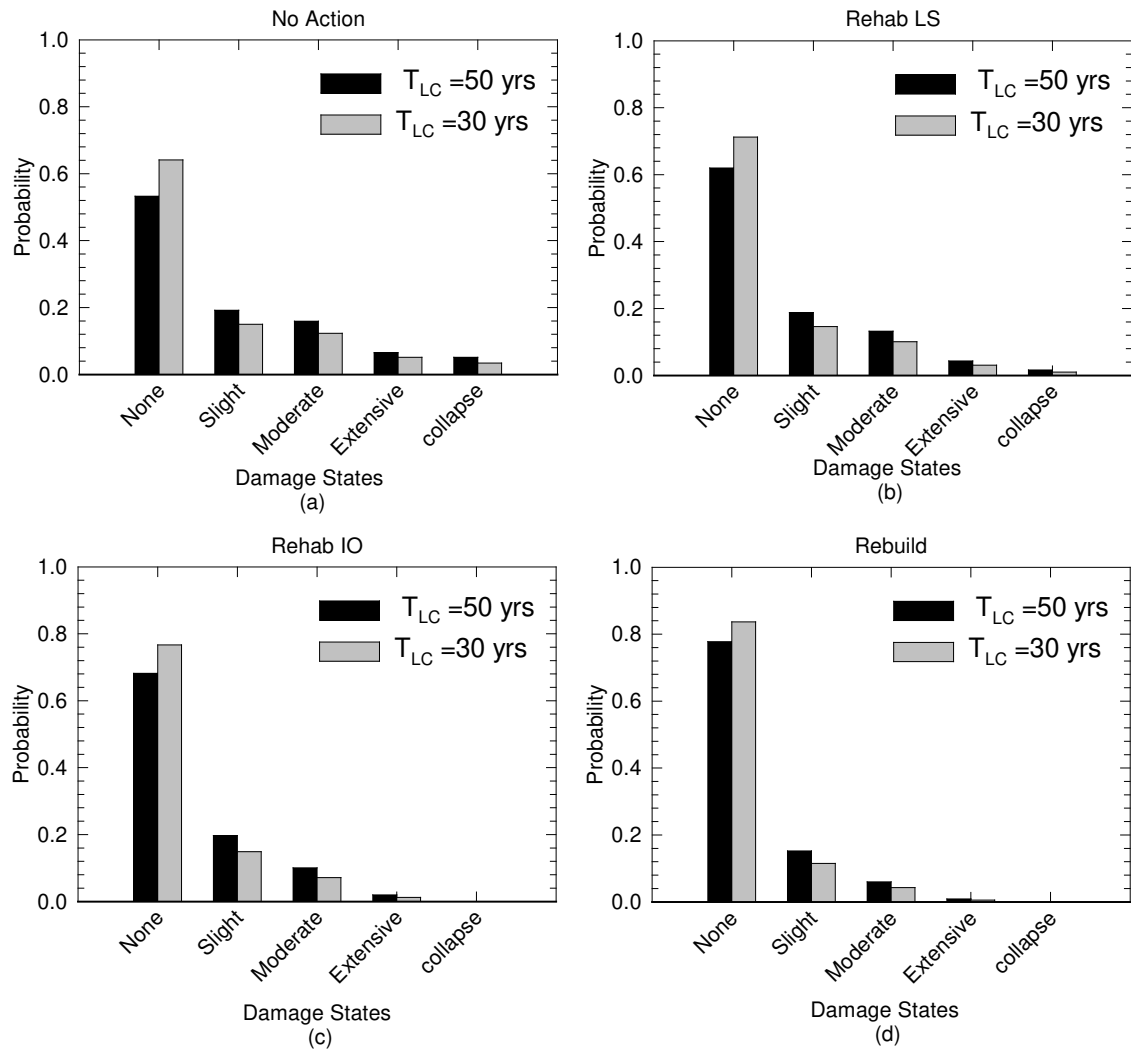 No Action
1.0
0.8
0.6
0.4
0.2
0.0
Probability
T_LC =50 yrs
T_LC =30 yrs
None
Slight
Moderate
Extensive
collapse
Damage States
(a)
Rehab LS
1.0
0.8
0.6
0.4
0.2
0.0
Probability
T_LC =50 yrs
T_LC =30 yrs
None
Slight
Moderate
Extensive
collapse
Damage States
(b)
Rehab IO
1.0
0.8
0.6
0.4
0.2
0.0
Probability
T_LC =50 yrs
T_LC =30 yrs
None
Slight
Moderate
Extensive
collapse
Damage States
(c)
Rebuild
1.0
0.8
0.6
0.4
0.2
0.0
Probability
T_LC =50 yrs
T_LC =30 yrs
None
Slight
Moderate
Extensive
collapse
Damage States
(d)